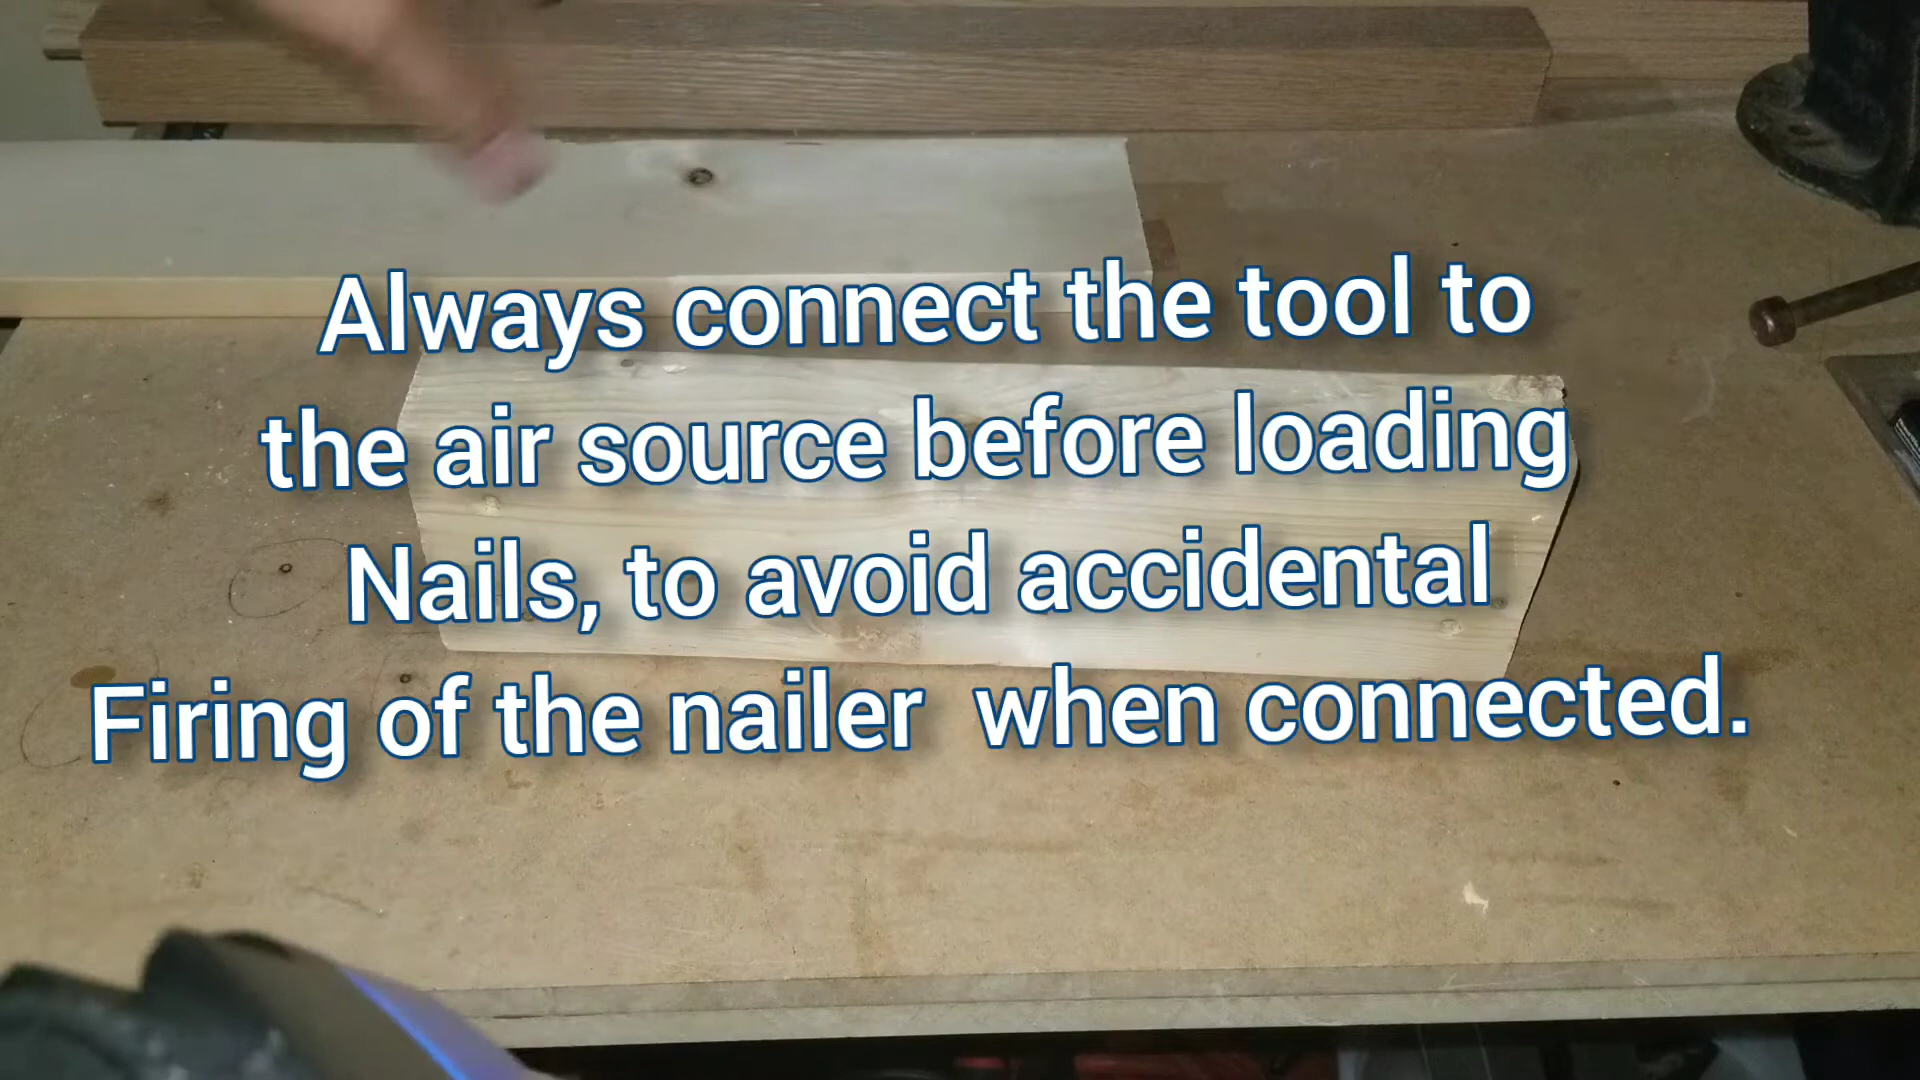 Always connect the tool to
the air source before loading
Nails, to avoid accidental
Firing of the nailer  when connected.